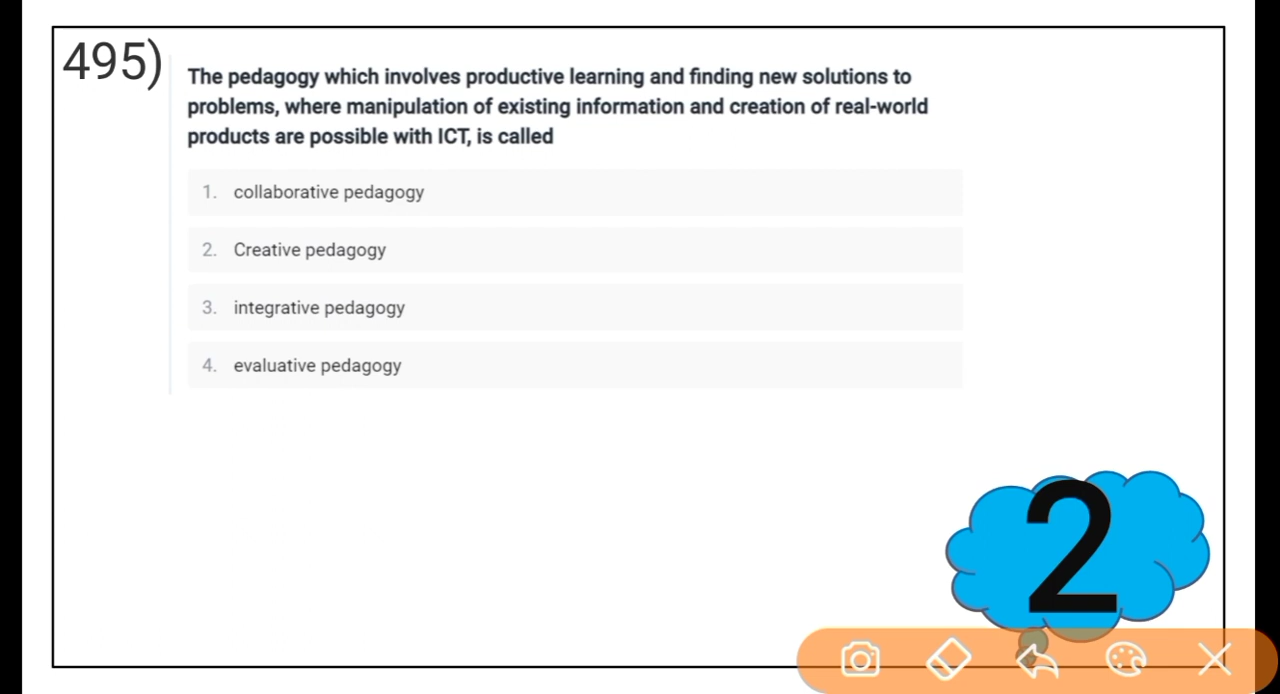 495)
The pedagogy which involves productive learning and finding new solutions to
problems, where manipulation of existing information and creation of real-world
products are possible with ICT, is called
1. collaborative pedagogy
2. Creative pedagogy
3. integrative pedagogy
4. evaluative pedagogy
2